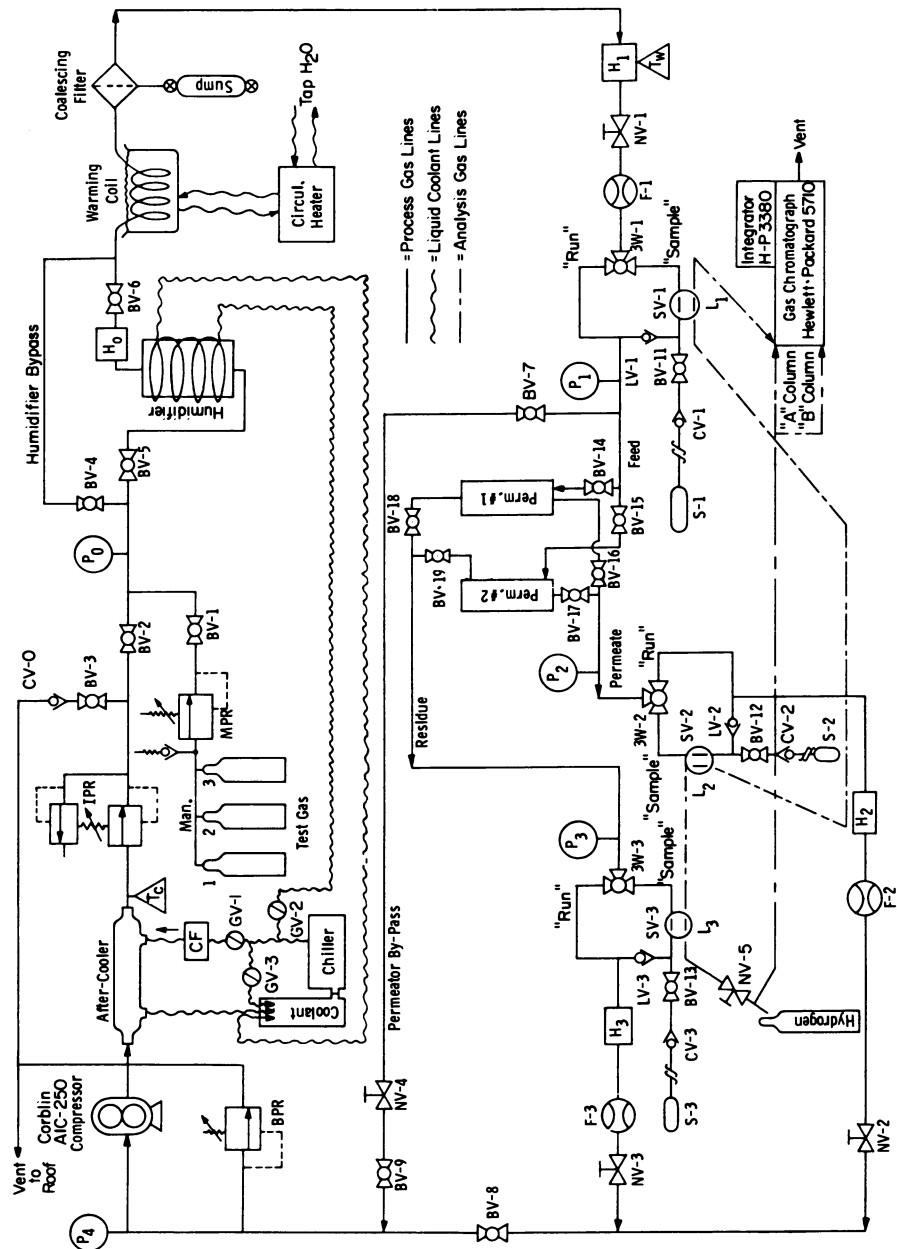 Coalescing
Filter
Sump
Tap H2O
Warming
Coil
Circul.
Heater
Humidifier Bypass
BV-6
H0
Humidifier
BV-4
BV-5
P0
BV-2
BV-1
CV-0
BV-3
MPR
IPR
Man.
1
2
3
Test Gas
Tc
After-Cooler
CF
GV-1
GV-2
GV-3
Chiller
Coolant
Corblin
AIC-250
Compressor
BPR
Vent
to
Roof
P4
= Process Gas Lines
= Liquid Coolant Lines
= Analysis Gas Lines
H1
Tw
NV-1
F-1
3W-1
"Run"
"Sample"
SV-1
L1
LV-1
BV-11
CV-1
S-1
P1
BV-7
Feed
BV-14
BV-15
BV-18
Perm.#1
BV-16
BV-19
Perm.#2
BV-17
P2
Permeate
Residue
Permeator By-Pass
NV-4
BV-9
BV-8
Integrator
H-P 3380
Gas Chromatograph
Hewlett-Packard 5710
Vent
"A" Column
"B" Column
3W-2
"Run"
"Sample"
SV-2
L2
LV-2
BV-12
CV-2
S-2
H2
F-2
NV-2
P3
3W-3
"Run"
"Sample"
SV-3
L3
LV-3
BV-13
CV-3
S-3
H3
F-3
NV-3
NV-5
Hydrogen